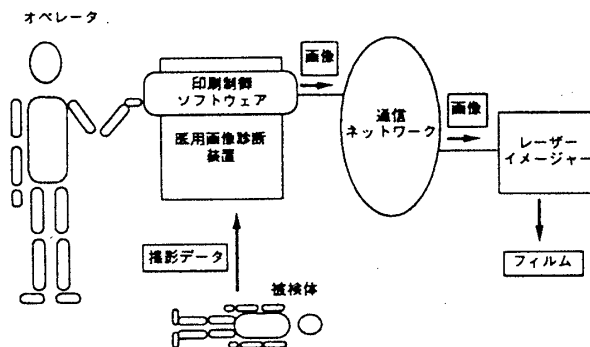 オペレータ
画像
印刷制御
ソフトウェア
画像
通信
ネットワーク
医用画像診断
装置
レーザー
イメージャー
撮影データ
フィルム
被検体